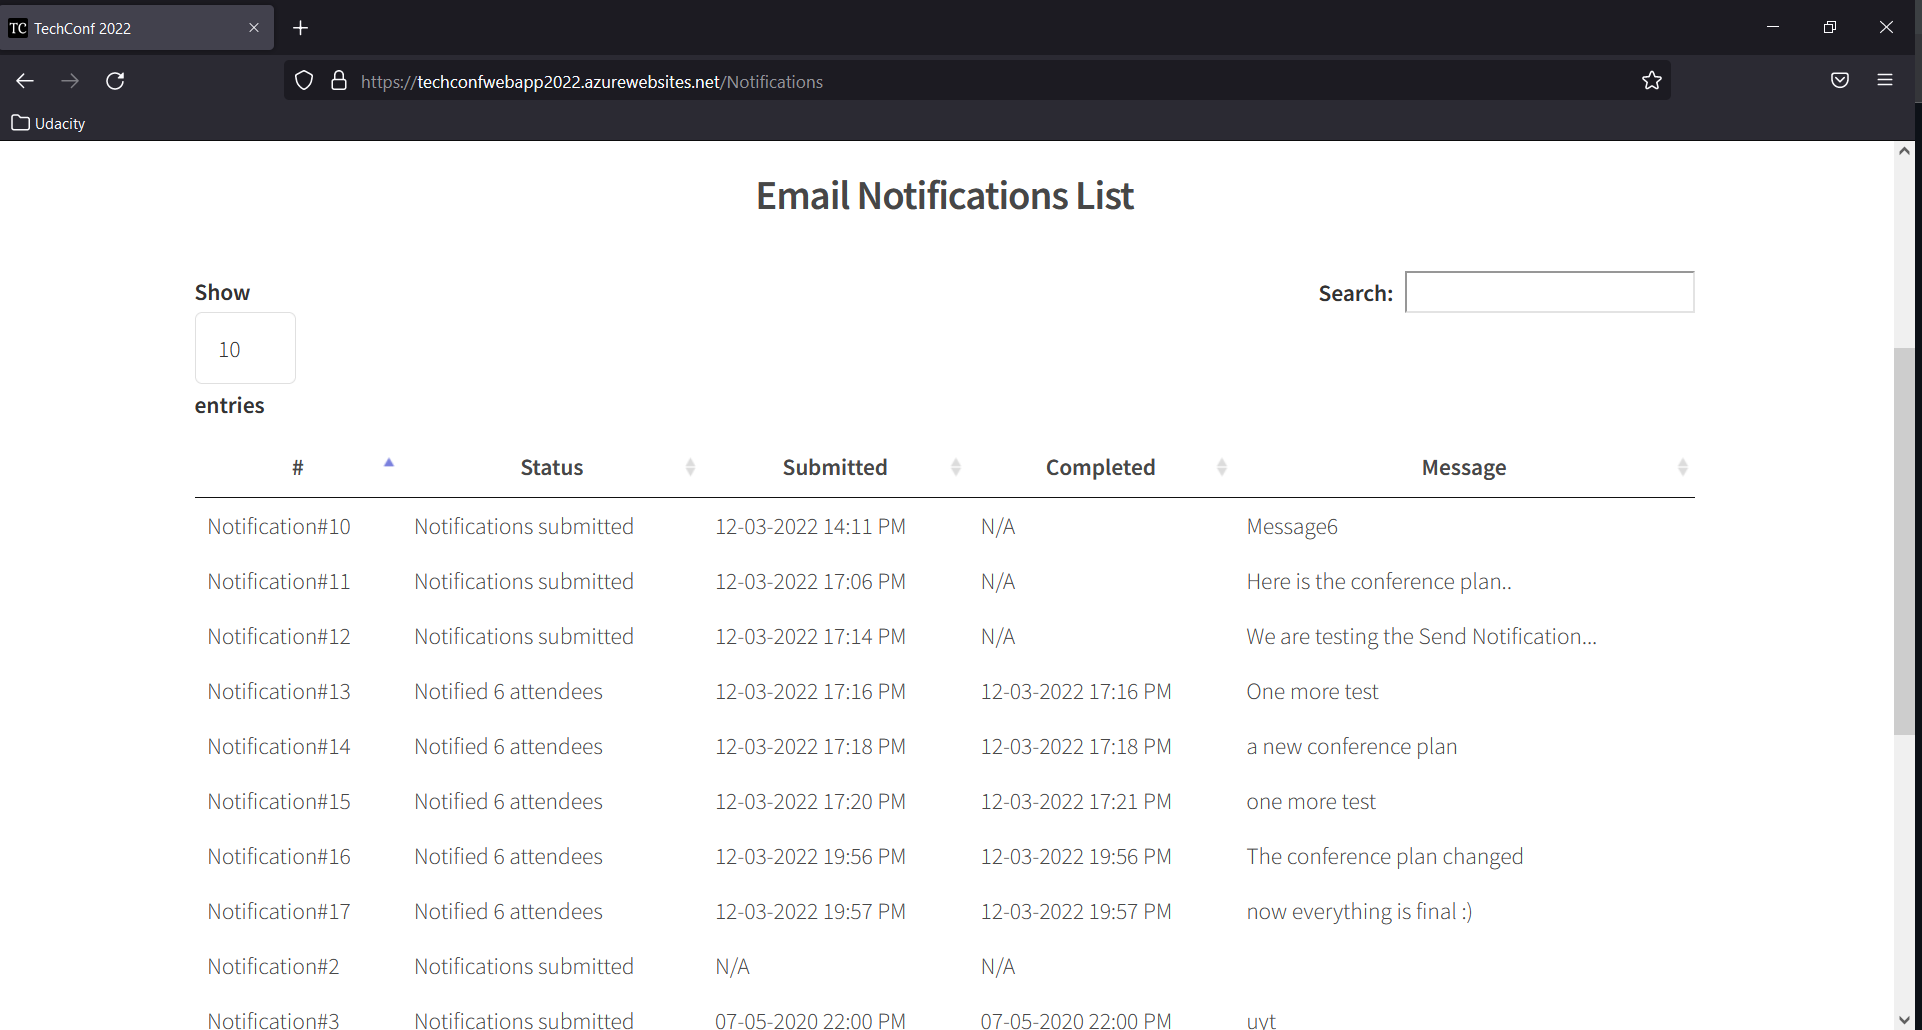 TC TechConf 2022
https://techconfwebapp2022.azurewebsites.net/Notifications
Udacity
Email Notifications List
Show
Search:
10
entries
# Status Submitted Completed Message
Notification#10 Notifications submitted 12-03-2022 14:11 PM N/A Message6
Notification#11 Notifications submitted 12-03-2022 17:06 PM N/A Here is the conference plan..
Notification#12 Notifications submitted 12-03-2022 17:14 PM N/A We are testing the Send Notification...
Notification#13 Notified 6 attendees 12-03-2022 17:16 PM 12-03-2022 17:16 PM One more test
Notification#14 Notified 6 attendees 12-03-2022 17:18 PM 12-03-2022 17:18 PM a new conference plan
Notification#15 Notified 6 attendees 12-03-2022 17:20 PM 12-03-2022 17:21 PM one more test
Notification#16 Notified 6 attendees 12-03-2022 19:56 PM 12-03-2022 19:56 PM The conference plan changed
Notification#17 Notified 6 attendees 12-03-2022 19:57 PM 12-03-2022 19:57 PM now everything is final :)
Notification#2 Notifications submitted N/A N/A
Notification#3 Notifications submitted 07-05-2020 22:00 PM 07-05-2020 22:00 PM uyt